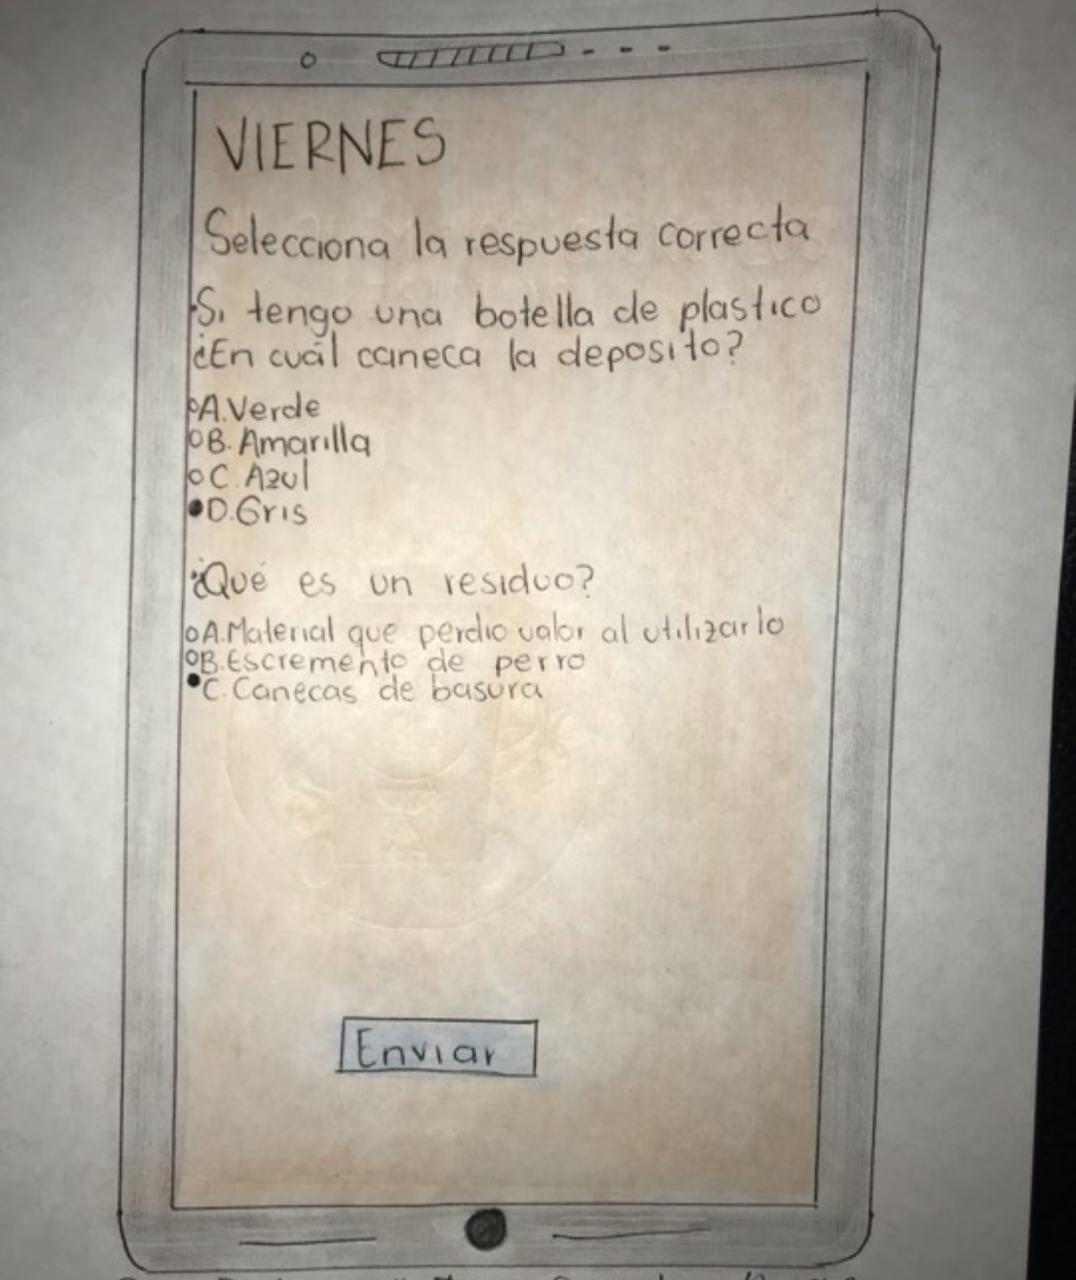 VIERNES
Selecciona la respuesta correcta
·Si tengo una botella de plastico
¿En cuál caneca la deposito?
A.Verde
B. Amarilla
C. Azul
D.Gris
¿Qué es un residuo?
A.Material que perdio valor al utilizarlo
B.Escremento de perro
C.Canecas de basura
Enviar